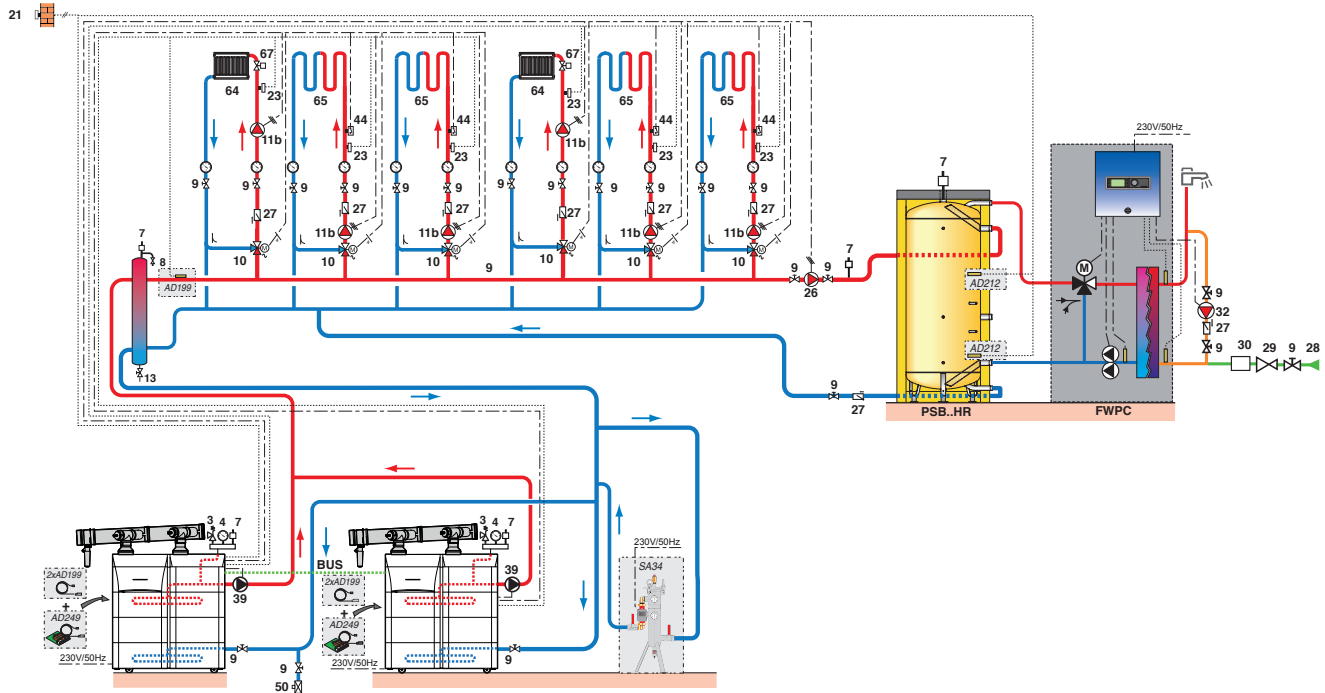 21
67
64
23
11b
9
9
27
10
65
44
23
9
9
27
11b
10
65
44
23
9
9
27
11b
10
67
64
23
11b
9
9
27
10
65
44
23
9
9
27
11b
10
65
44
23
9
9
27
11b
10
M
M
M
M
M
M
7
8
AD199
13
9
9
9
26
7
7
AD212
AD212
9
27
PSB..HR
230V/50Hz
M
FWPC
9
32
27
9
30
29
9
28
3
4
7
2xAD199
+
AD249
230V/50Hz
39
9
9
50
BUS
3
4
7
2xAD199
+
AD249
230V/50Hz
39
9
230V/50Hz
SA34